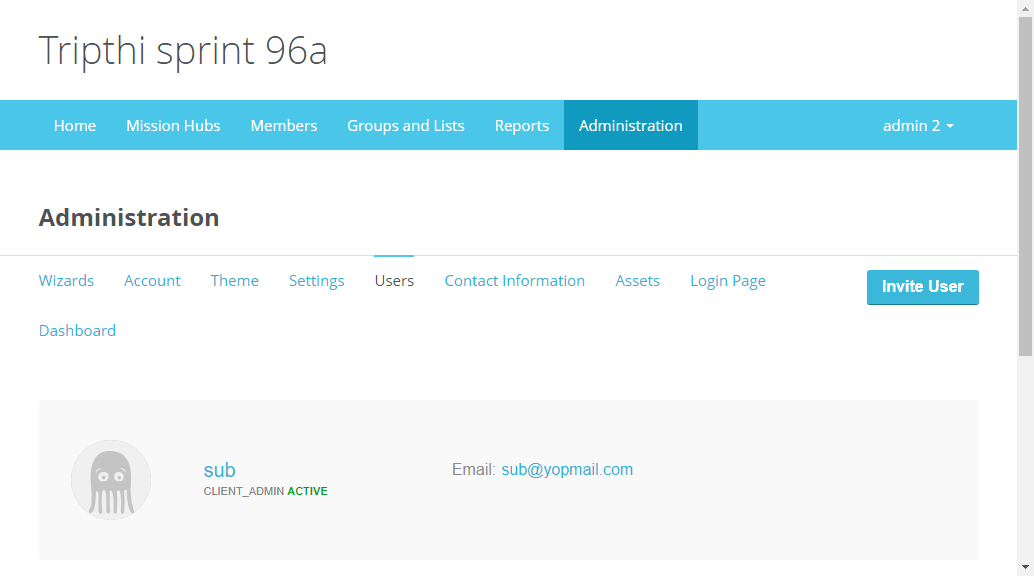 Tripthi sprint 96a
Home Mission Hubs Members Groups and Lists Reports Administration admin 2
Administration
Wizards Account Theme Settings Users Contact Information Assets Login Page Invite User
Dashboard
sub Email: sub@yopmail.com
CLIENT_ADMIN ACTIVE